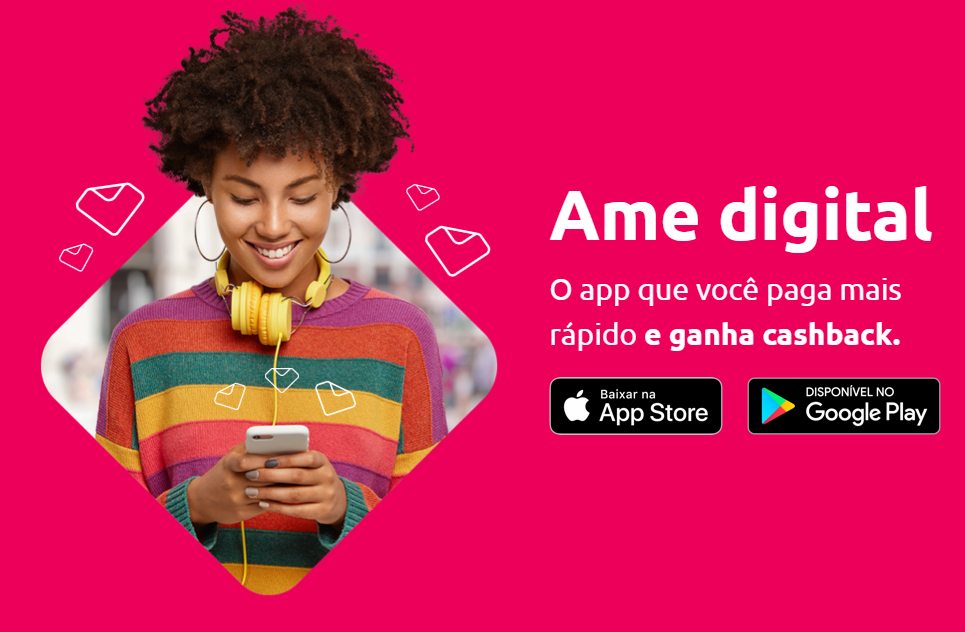 Ame digital
O app que você paga mais
rápido e ganha cashback.
Baixar na
App Store
DISPONÍVEL NO
Google Play